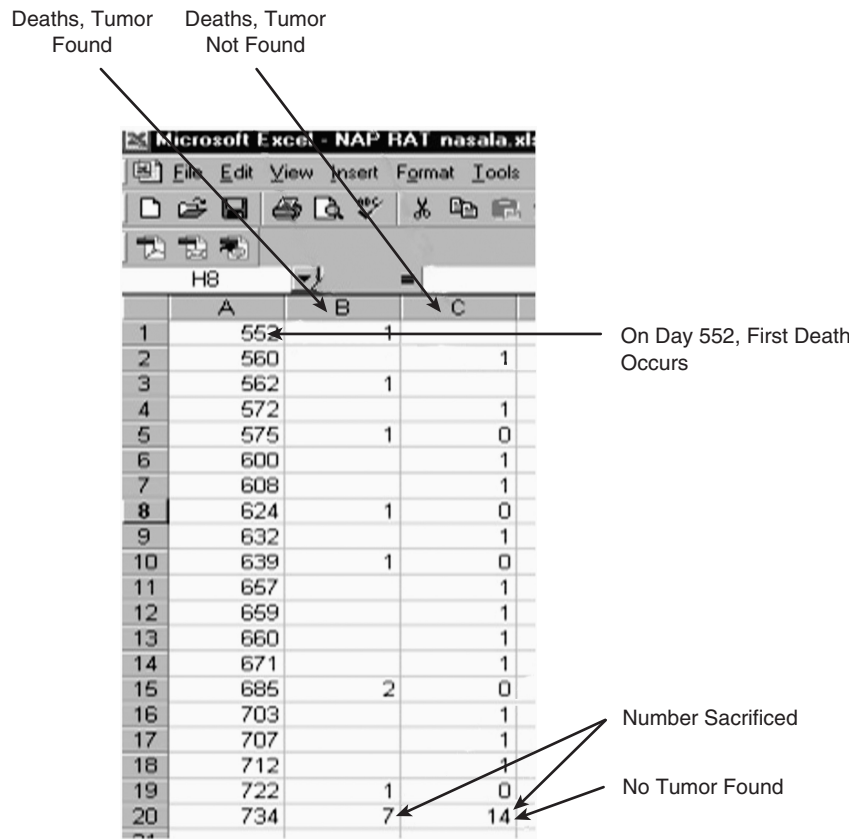 Deaths, Tumor Found
Deaths, Tumor Not Found
Microsoft Excel - NAP RAT nasala.xls
File Edit View Insert Format Tools
H8 =
A B C
1 552 1
2 560 1
3 562 1
4 572 1
5 575 1 0
6 600 1
7 608 1
8 624 1 0
9 632 1
10 639 1 0
11 657 1
12 659 1
13 660 1
14 671 1
15 685 2 0
16 703 1
17 707 1
18 712 1
19 722 1 0
20 734 7 14
On Day 552, First Death
Occurs
Number Sacrificed
No Tumor Found